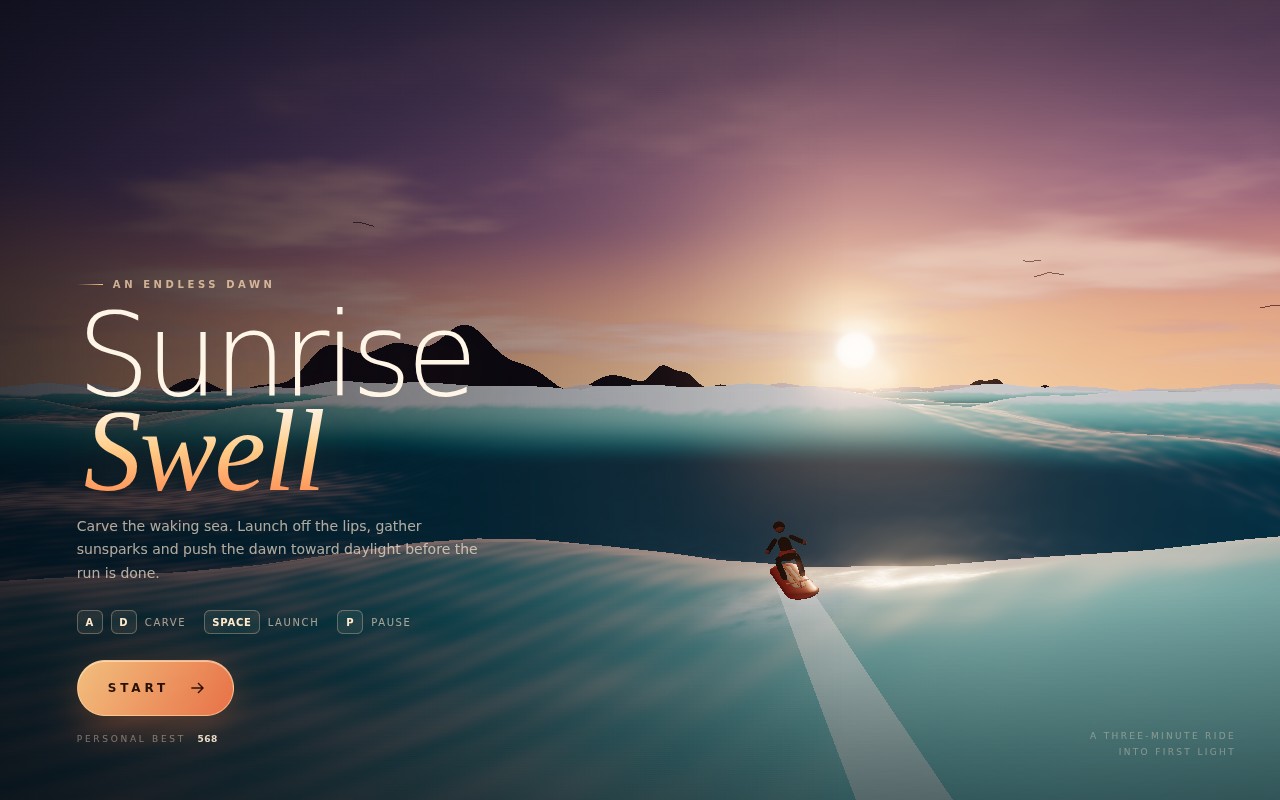 AN ENDLESS DAWN
Sunrise
Swell
Carve the waking sea. Launch off the lips, gather
sunsparks and push the dawn toward daylight before the
run is done.
A D CARVE SPACE LAUNCH P PAUSE
START →
PERSONAL BEST 568
A THREE-MINUTE RIDE
INTO FIRST LIGHT